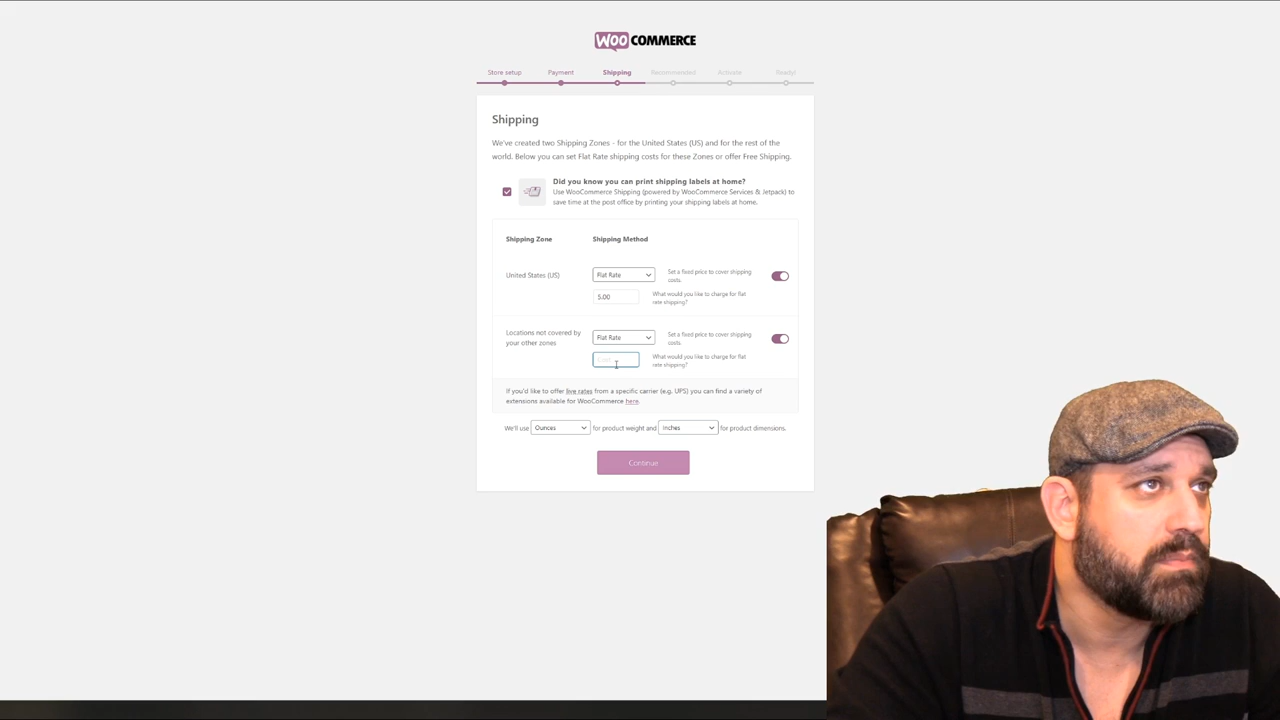 WOO COMMERCE
Store setup
Payment
Shipping
Recommended
Activate
Ready!
Shipping
We've created two Shipping Zones - for the United States (US) and for the rest of the
world. Below you can set Flat Rate shipping costs for these Zones or offer Free Shipping.
Did you know you can print shipping labels at home?
Use WooCommerce Shipping (powered by WooCommerce Services & Jetpack) to
save time at the post office by printing your shipping labels at home.
Shipping Zone
Shipping Method
United States (US)
Flat Rate
Set a fixed price to cover shipping
costs.
5.00
What would you like to charge for flat
rate shipping?
Locations not covered by
your other zones
Flat Rate
Set a fixed price to cover shipping
costs.
What would you like to charge for flat
rate shipping?
If you'd like to offer live rates from a specific carrier (e.g. UPS) you can find a variety of
extensions available for WooCommerce here.
We'll use Ounces for product weight and Inches for product dimensions.
Continue